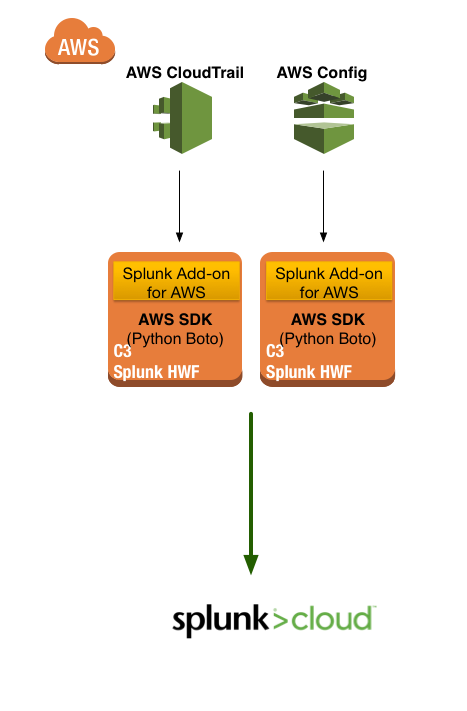 AWS
AWS CloudTrail
AWS Config
Splunk Add-on
for AWS
AWS SDK
(Python Boto)
C3
Splunk HWF
Splunk Add-on
for AWS
AWS SDK
(Python Boto)
C3
Splunk HWF
splunk>cloud™